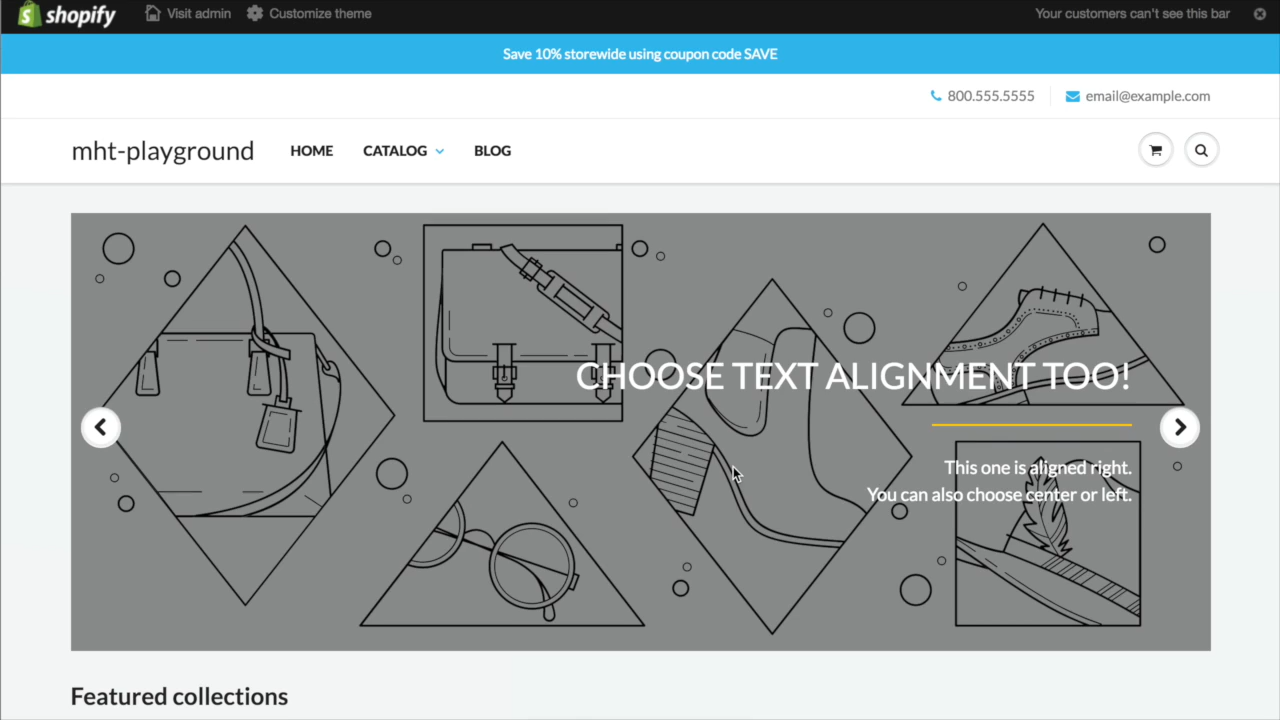 shopify
Visit admin
Customize theme
Your customers can't see this bar
Save 10% storewide using coupon code SAVE
800.555.5555
email@example.com
mht-playground
HOME
CATALOG
BLOG
CHOOSE TEXT ALIGNMENT TOO!
This one is aligned right.
You can also choose center or left.
Featured collections